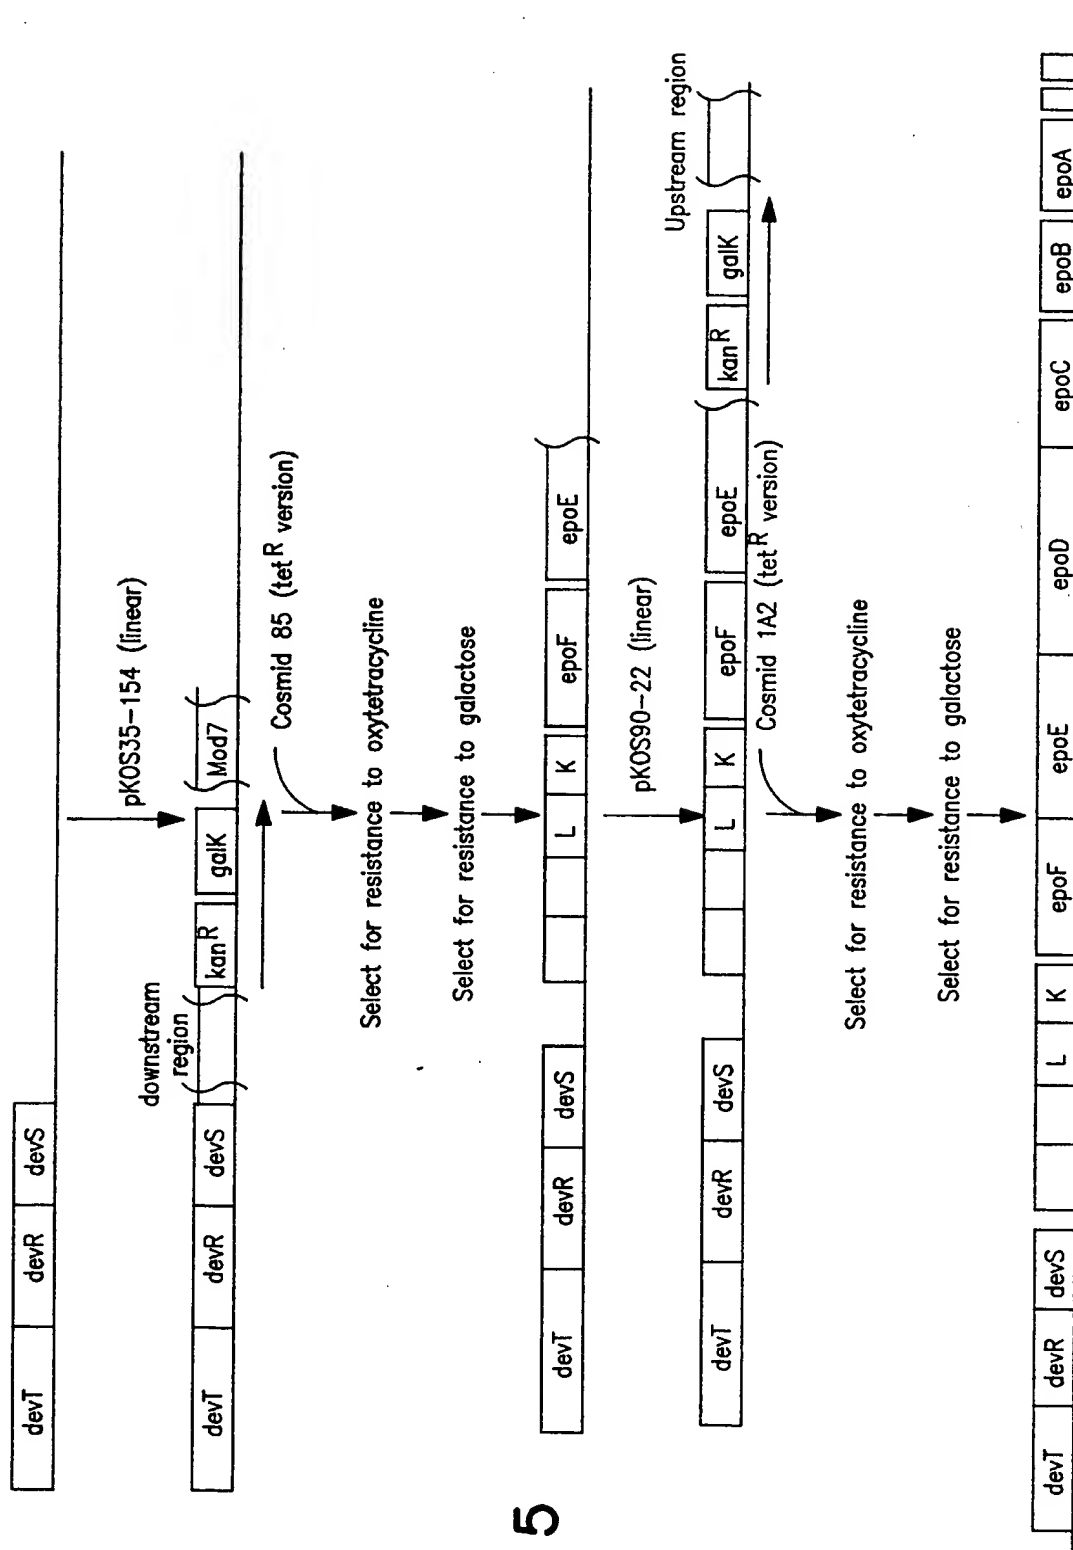 devT devR devS
pKOS35-154 (linear)
downstream
region
devT devR devS kanR galK Mod7
Cosmid 85 (tetR version)
Select for resistance to oxytetracycline
Select for resistance to galactose
devT devR devS L K epoF epoE
pKOS90-22 (linear)
Upstream region
devT devR devS L K epoF epoE kanR galK
Cosmid 1A2 (tetR version)
Select for resistance to oxytetracycline
Select for resistance to galactose
devT devR devS L K epoF epoE epoD epoC epoB epoA
5